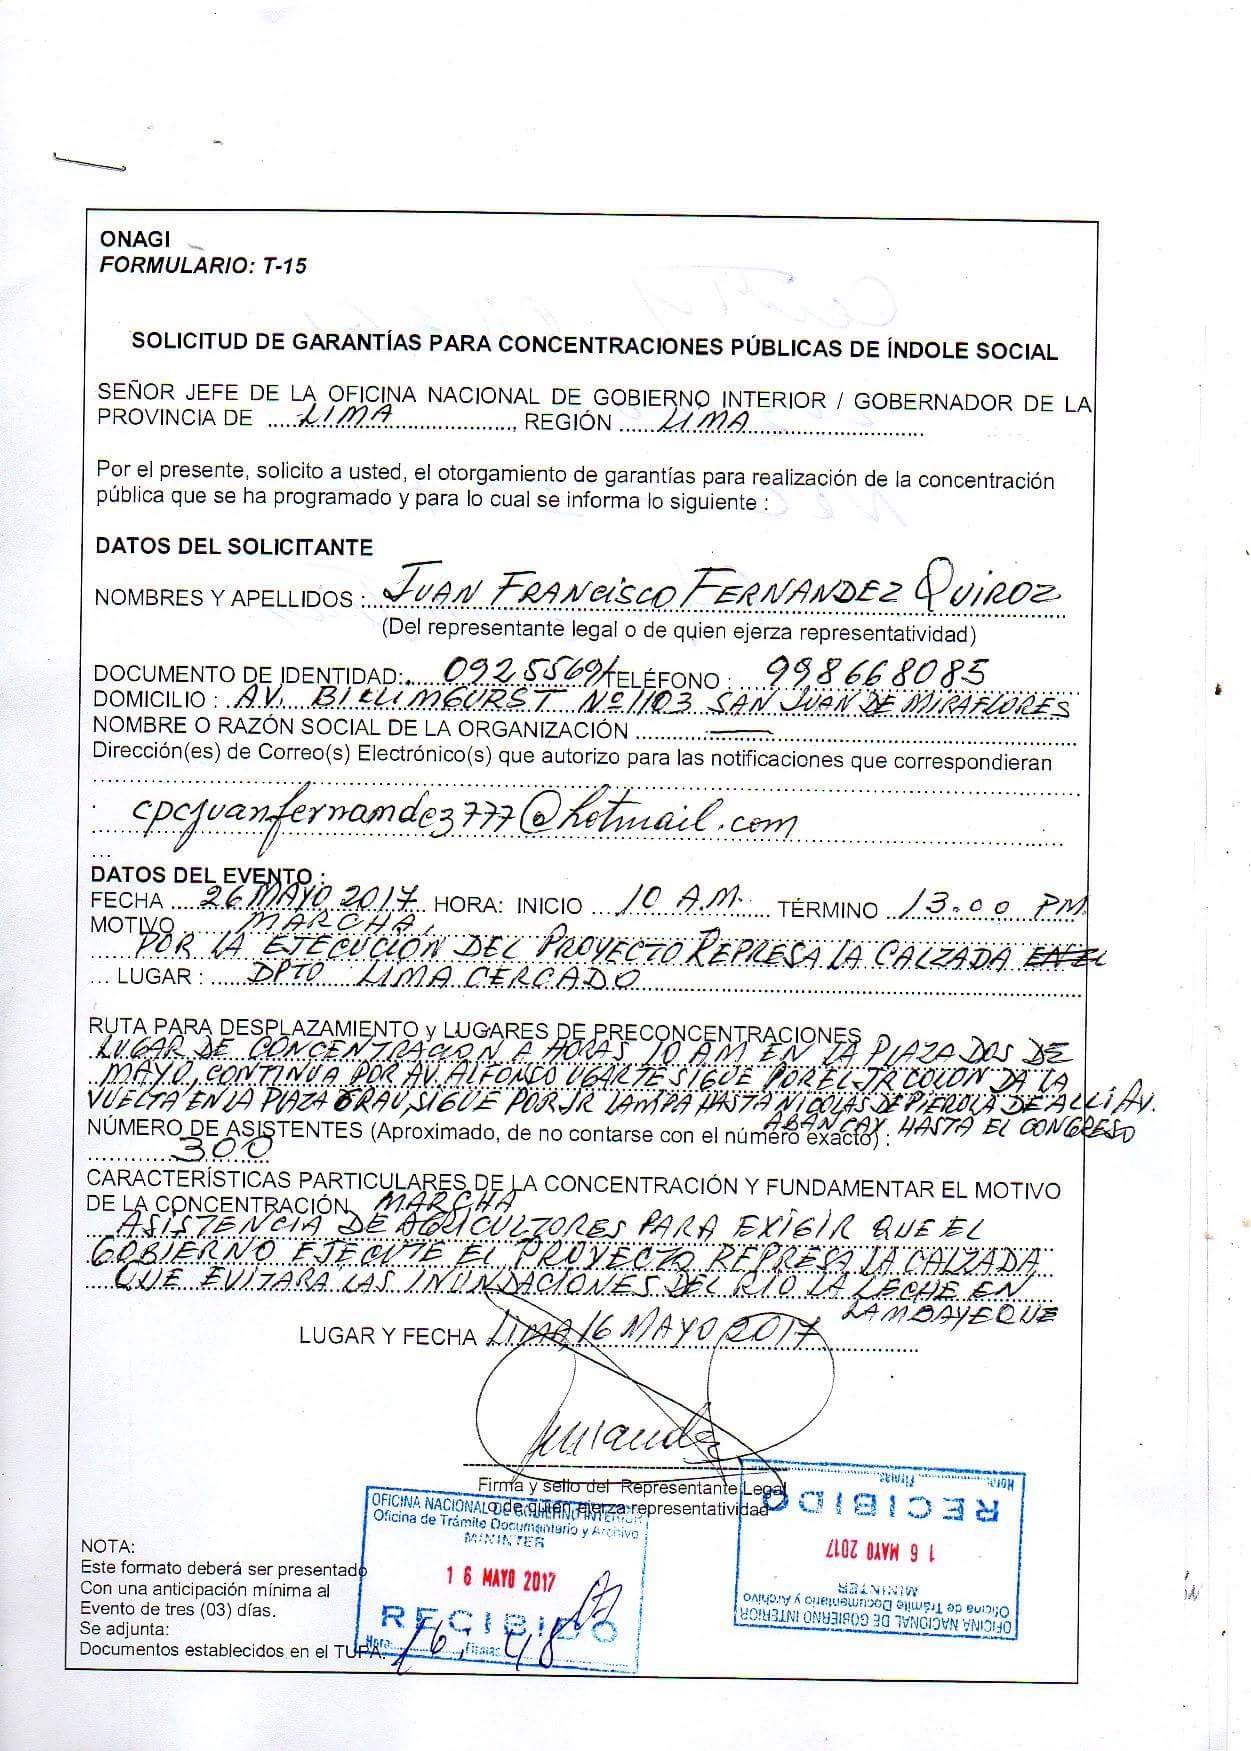 ONAGI
FORMULARIO: T-15
SOLICITUD DE GARANTÍAS PARA CONCENTRACIONES PÚBLICAS DE ÍNDOLE SOCIAL
SEÑOR JEFE DE LA OFICINA NACIONAL DE GOBIERNO INTERIOR / GOBERNADOR DE LA
PROVINCIA DE ..... LIMA ....................., REGIÓN ...... LIMA ...........................
Por el presente, solicito a usted, el otorgamiento de garantías para realización de la concentración
pública que se ha programado y para lo cual se informa lo siguiente :
DATOS DEL SOLICITANTE
NOMBRES Y APELLIDOS : JUAN FRANCISCO FERNANDEZ QUIROZ
(Del representante legal o de quien ejerza representatividad)
DOCUMENTO DE IDENTIDAD: TELÉFONO : 998668085
DOMICILIO : AV. BILLIMGURST Nº 1103 SAN JUAN DE MIRAFLORES
NOMBRE O RAZÓN SOCIAL DE LA ORGANIZACIÓN ........ —
Dirección(es) de Correo(s) Electrónico(s) que autorizo para las notificaciones que correspondieran
cpcjuanfernandez777@hotmail.com
DATOS DEL EVENTO :
FECHA .... 26 MAYO 2017 HORA: INICIO ... 10 A.M. .... TÉRMINO .. 13.00 PM
MOTIVO ...... MARCHA,
POR LA EJECUCIÓN DEL PROYECTO REPRESA LA CALZADA EN EL
... LUGAR : ...... DPTO LIMA CERCADO
RUTA PARA DESPLAZAMIENTO y LUGARES DE PRECONCENTRACIONES
LUGAR DE CONCENTRACION A HORAS 10 AM EN LA PLAZA DOS DE
MAYO, CONTINUA POR AV. ALFONSO UGARTE SIGUE POR EL JR COLON DA LA
VUELTA EN LA PLAZA GRAU SIGUE POR JR LAMPA HASTA NICOLAS DE PIEROLA DE ALLI AV.
ABANCAY HASTA EL CONGRESO
NÚMERO DE ASISTENTES (Aproximado, de no contarse con el número exacto) :
300
CARACTERÍSTICAS PARTICULARES DE LA CONCENTRACIÓN Y FUNDAMENTAR EL MOTIVO
DE LA CONCENTRACIÓN MARCHA
ASISTENCIA DE AGRICULTORES PARA EXIGIR QUE EL
GOBIERNO EJECUTE EL PROYECTO REPRESA LA CALZADA
QUE EVITARA LAS INUNDACIONES DEL RIO LA LECHE EN
LAMBAYEQUE
LUGAR Y FECHA LIMA 16 MAYO 2017
Firma y sello del Representante Legal
o de quien ejerza representatividad
OFICINA NACIONAL DE GOBIERNO INTERIOR
Oficina de Trámite Documentario y Archivo
MININTER
16 MAYO 2017
RECIBIDO
Hora: 16:48 Firma:
OFICINA NACIONAL DE GOBIERNO INTERIOR
Oficina de Trámite Documentario y Archivo
MININTER
16 MAYO 2017
RECIBIDO
Hora: Firma:
NOTA:
Este formato deberá ser presentado
Con una anticipación mínima al
Evento de tres (03) días.
Se adjunta:
Documentos establecidos en el TUPA.